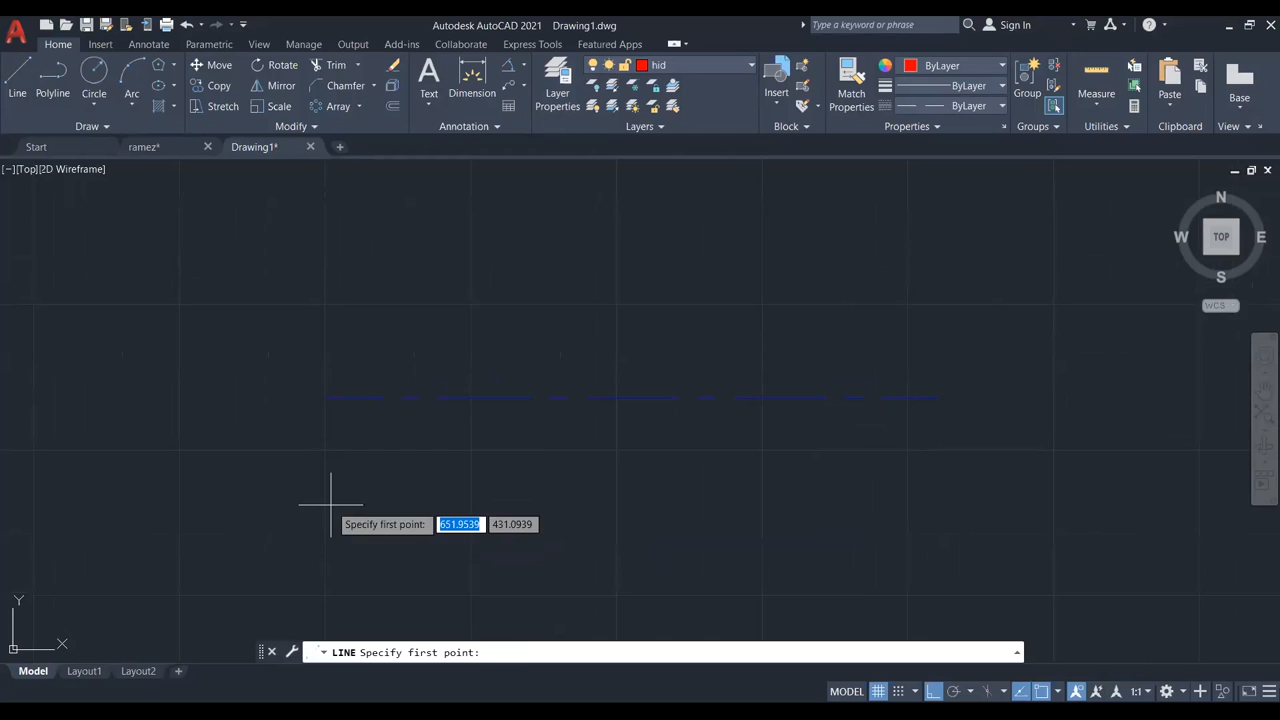 Autodesk AutoCAD 2021 Drawing1.dwg
Type a keyword or phrase
Sign In
Home Insert Annotate Parametric View Manage Output Add-ins Collaborate Express Tools Featured Apps
Line
Polyline
Circle
Arc
Draw
Move Rotate Trim
Copy Mirror Chamfer
Stretch Scale Array
Modify
Text
Dimension
Annotation
Layer
Properties
hid
Layers
Insert
Block
Match
Properties
ByLayer
ByLayer
ByLayer
Properties
Group
Groups
Measure
Utilities
Paste
Clipboard
Base
View
Start ramez* Drawing1*
[−][Top][2D Wireframe]
N
W TOP E
S
WCS
Specify first point: 651.9539 431.0939
Y
X
LINE Specify first point:
Model Layout1 Layout2
MODEL 1:1